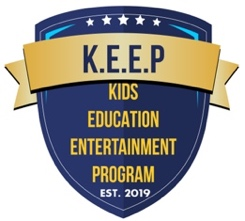 K.E.E.P
KIDS
EDUCATION
ENTERTAINMENT
PROGRAM
EST. 2019